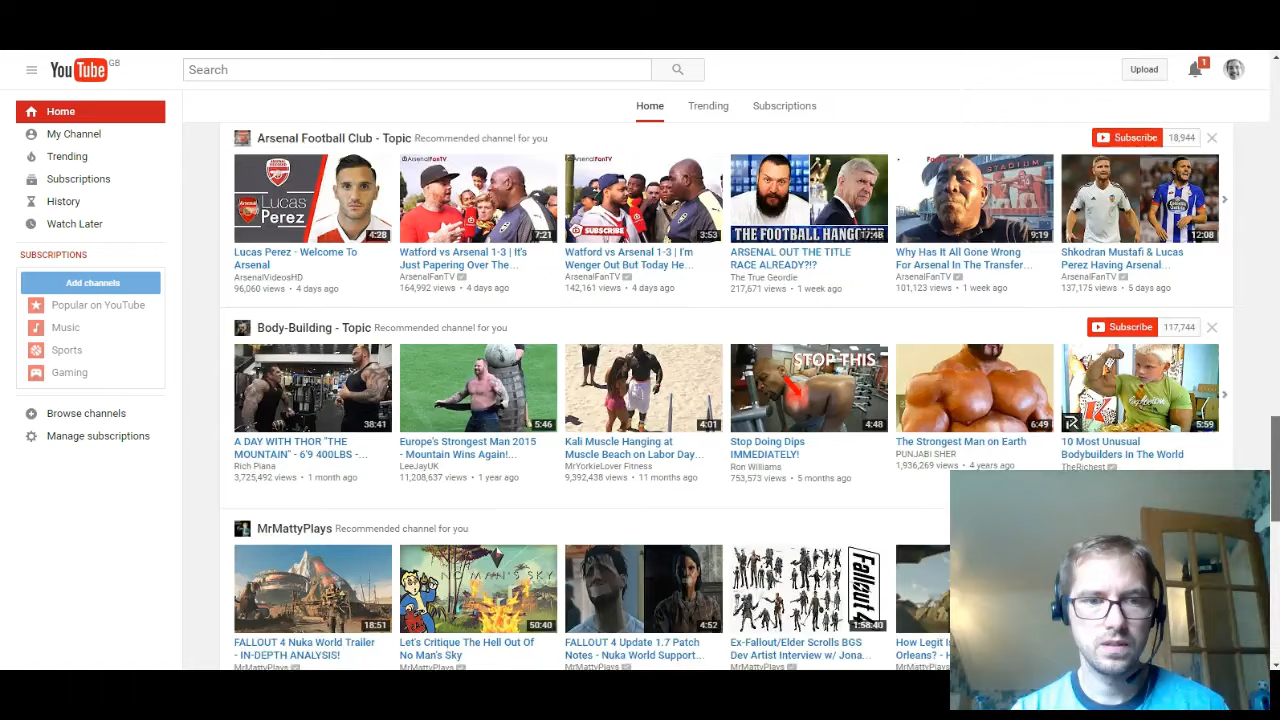 YouTube GB
Search
Upload
1
Home
My Channel
Trending
Subscriptions
History
Watch Later
SUBSCRIPTIONS
Add channels
Popular on YouTube
Music
Sports
Gaming
Browse channels
Manage subscriptions
Home Trending Subscriptions
Arsenal Football Club - Topic Recommended channel for you
Subscribe 18,944
Arsenal
LUCAS
Perez
4:28
Lucas Perez - Welcome To
Arsenal
ArsenalVideosHD
96,060 views • 4 days ago
ArsenalFanTV
7:21
Watford vs Arsenal 1-3 | It's
Just Papering Over The...
ArsenalFanTV
164,992 views • 4 days ago
ArsenalFanTV
SUBSCRIBE
3:53
Watford vs Arsenal 1-3 | I'm
Wenger Out But Today He...
ArsenalFanTV
142,161 views • 4 days ago
THE FOOTBALL HANG
17:48
ARSENAL OUT THE TITLE
RACE ALREADY?!?
The True Geordie
217,671 views • 1 week ago
STADIUM
9:19
Why Has It All Gone Wrong
For Arsenal In The Transfer...
ArsenalFanTV
101,123 views • 1 week ago
12:08
Shkodran Mustafi & Lucas
Perez Having Arsenal...
ArsenalFanTV
137,175 views • 5 days ago
Body-Building - Topic Recommended channel for you
Subscribe 117,744
38:41
A DAY WITH THOR "THE
MOUNTAIN" - 6'9 400LBS -...
Rich Piana
3,725,492 views • 1 month ago
5:46
Europe's Strongest Man 2015
- Mountain Wins Again!...
LeeJayUK
11,208,637 views • 1 year ago
4:01
Kali Muscle Hanging at
Muscle Beach on Labor Day...
MrYorkieLover Fitness
9,392,438 views • 11 months ago
STOP THIS
4:48
Stop Doing Dips
IMMEDIATELY!
Ron Williams
753,573 views • 5 months ago
6:49
The Strongest Man on Earth
PUNJABI SHER
1,936,269 views • 4 years ago
5:59
10 Most Unusual
Bodybuilders In The World
TheRichest
MrMattyPlays Recommended channel for you
18:51
FALLOUT 4 Nuka World Trailer
- IN-DEPTH ANALYSIS!
MrMattyPlays
NO MAN'S SKY
50:40
Let's Critique The Hell Out Of
No Man's Sky
MrMattyPlays
4:52
FALLOUT 4 Update 1.7 Patch
Notes - Nuka World Support...
MrMattyPlays
Fallout 4
1:58:40
Ex-Fallout/Elder Scrolls BGS
Dev Artist Interview w/ Jona...
MrMattyPlays
How Legit
Orleans? -
MrMattyPlays